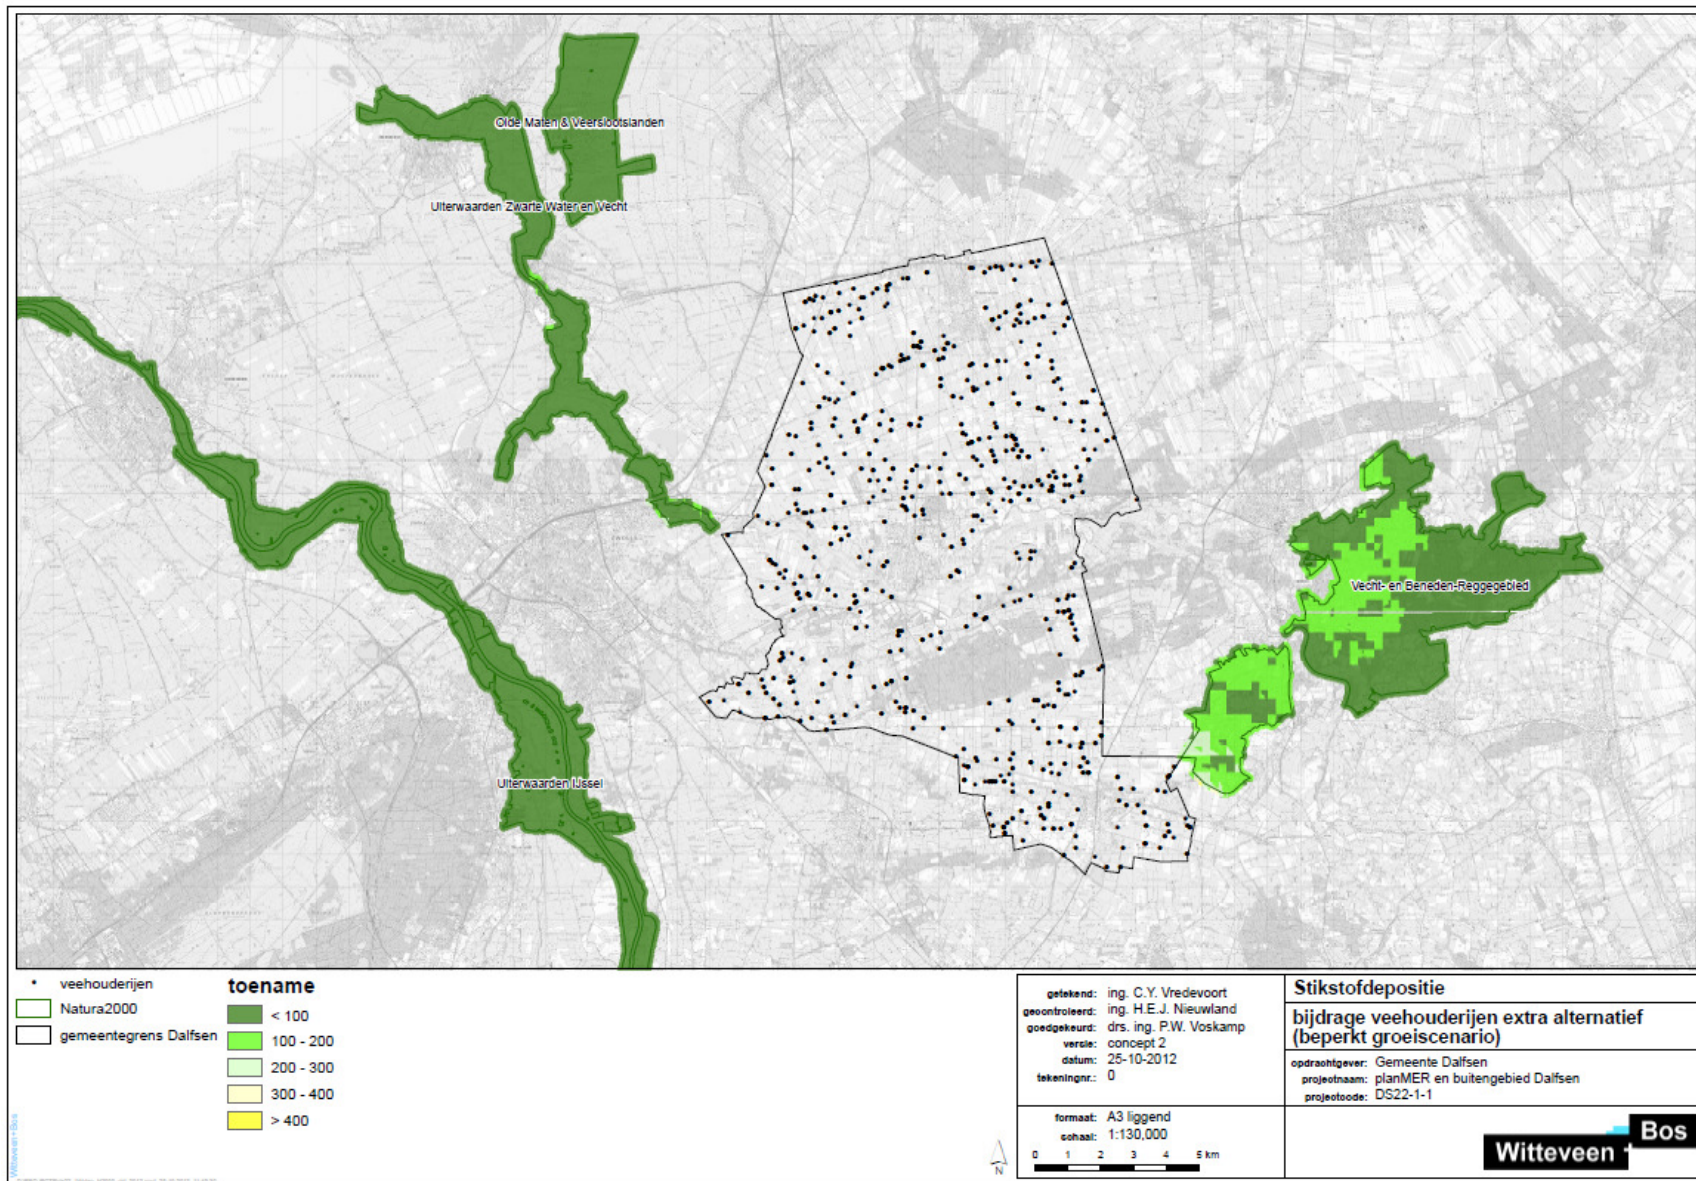 Olde Maten & Veerslootslanden
Uiterwaarden Zwarte Water en Vecht
Vecht- en Beneden-Reggegebied
Uiterwaarden IJssel
veehouderijen
Natura2000
gemeentegrens Dalfsen
toename
< 100
100 - 200
200 - 300
300 - 400
> 400
Witteveen+Bos
N
getekend: ing. C.Y. Vredevoort
gecontroleerd: ing. H.E.J. Nieuwland
goedgekeurd: drs. ing. P.W. Voskamp
versie: concept 2
datum: 25-10-2012
tekeningnr.: 0
formaat: A3 liggend
schaal: 1:130,000
0 1 2 3 4 5 km
Stikstofdepositie
bijdrage veehouderijen extra alternatief
(beperkt groeiscenario)
opdrachtgever: Gemeente Dalfsen
projectnaam: planMER en buitengebied Dalfsen
projectcode: DS22-1-1
Witteveen + Bos